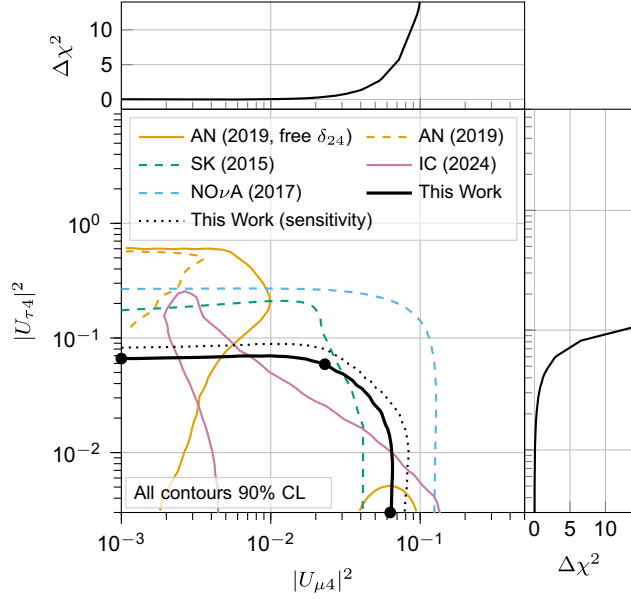 10
5
0
Δχ²
AN (2019, free δ₂₄)
AN (2019)
SK (2015)
IC (2024)
NOνA (2017)
This Work
This Work (sensitivity)
10⁰
10⁻¹
10⁻²
|U_τ4|²
All contours 90% CL
10⁻³
10⁻²
10⁻¹
|U_μ4|²
0
5
10
Δχ²